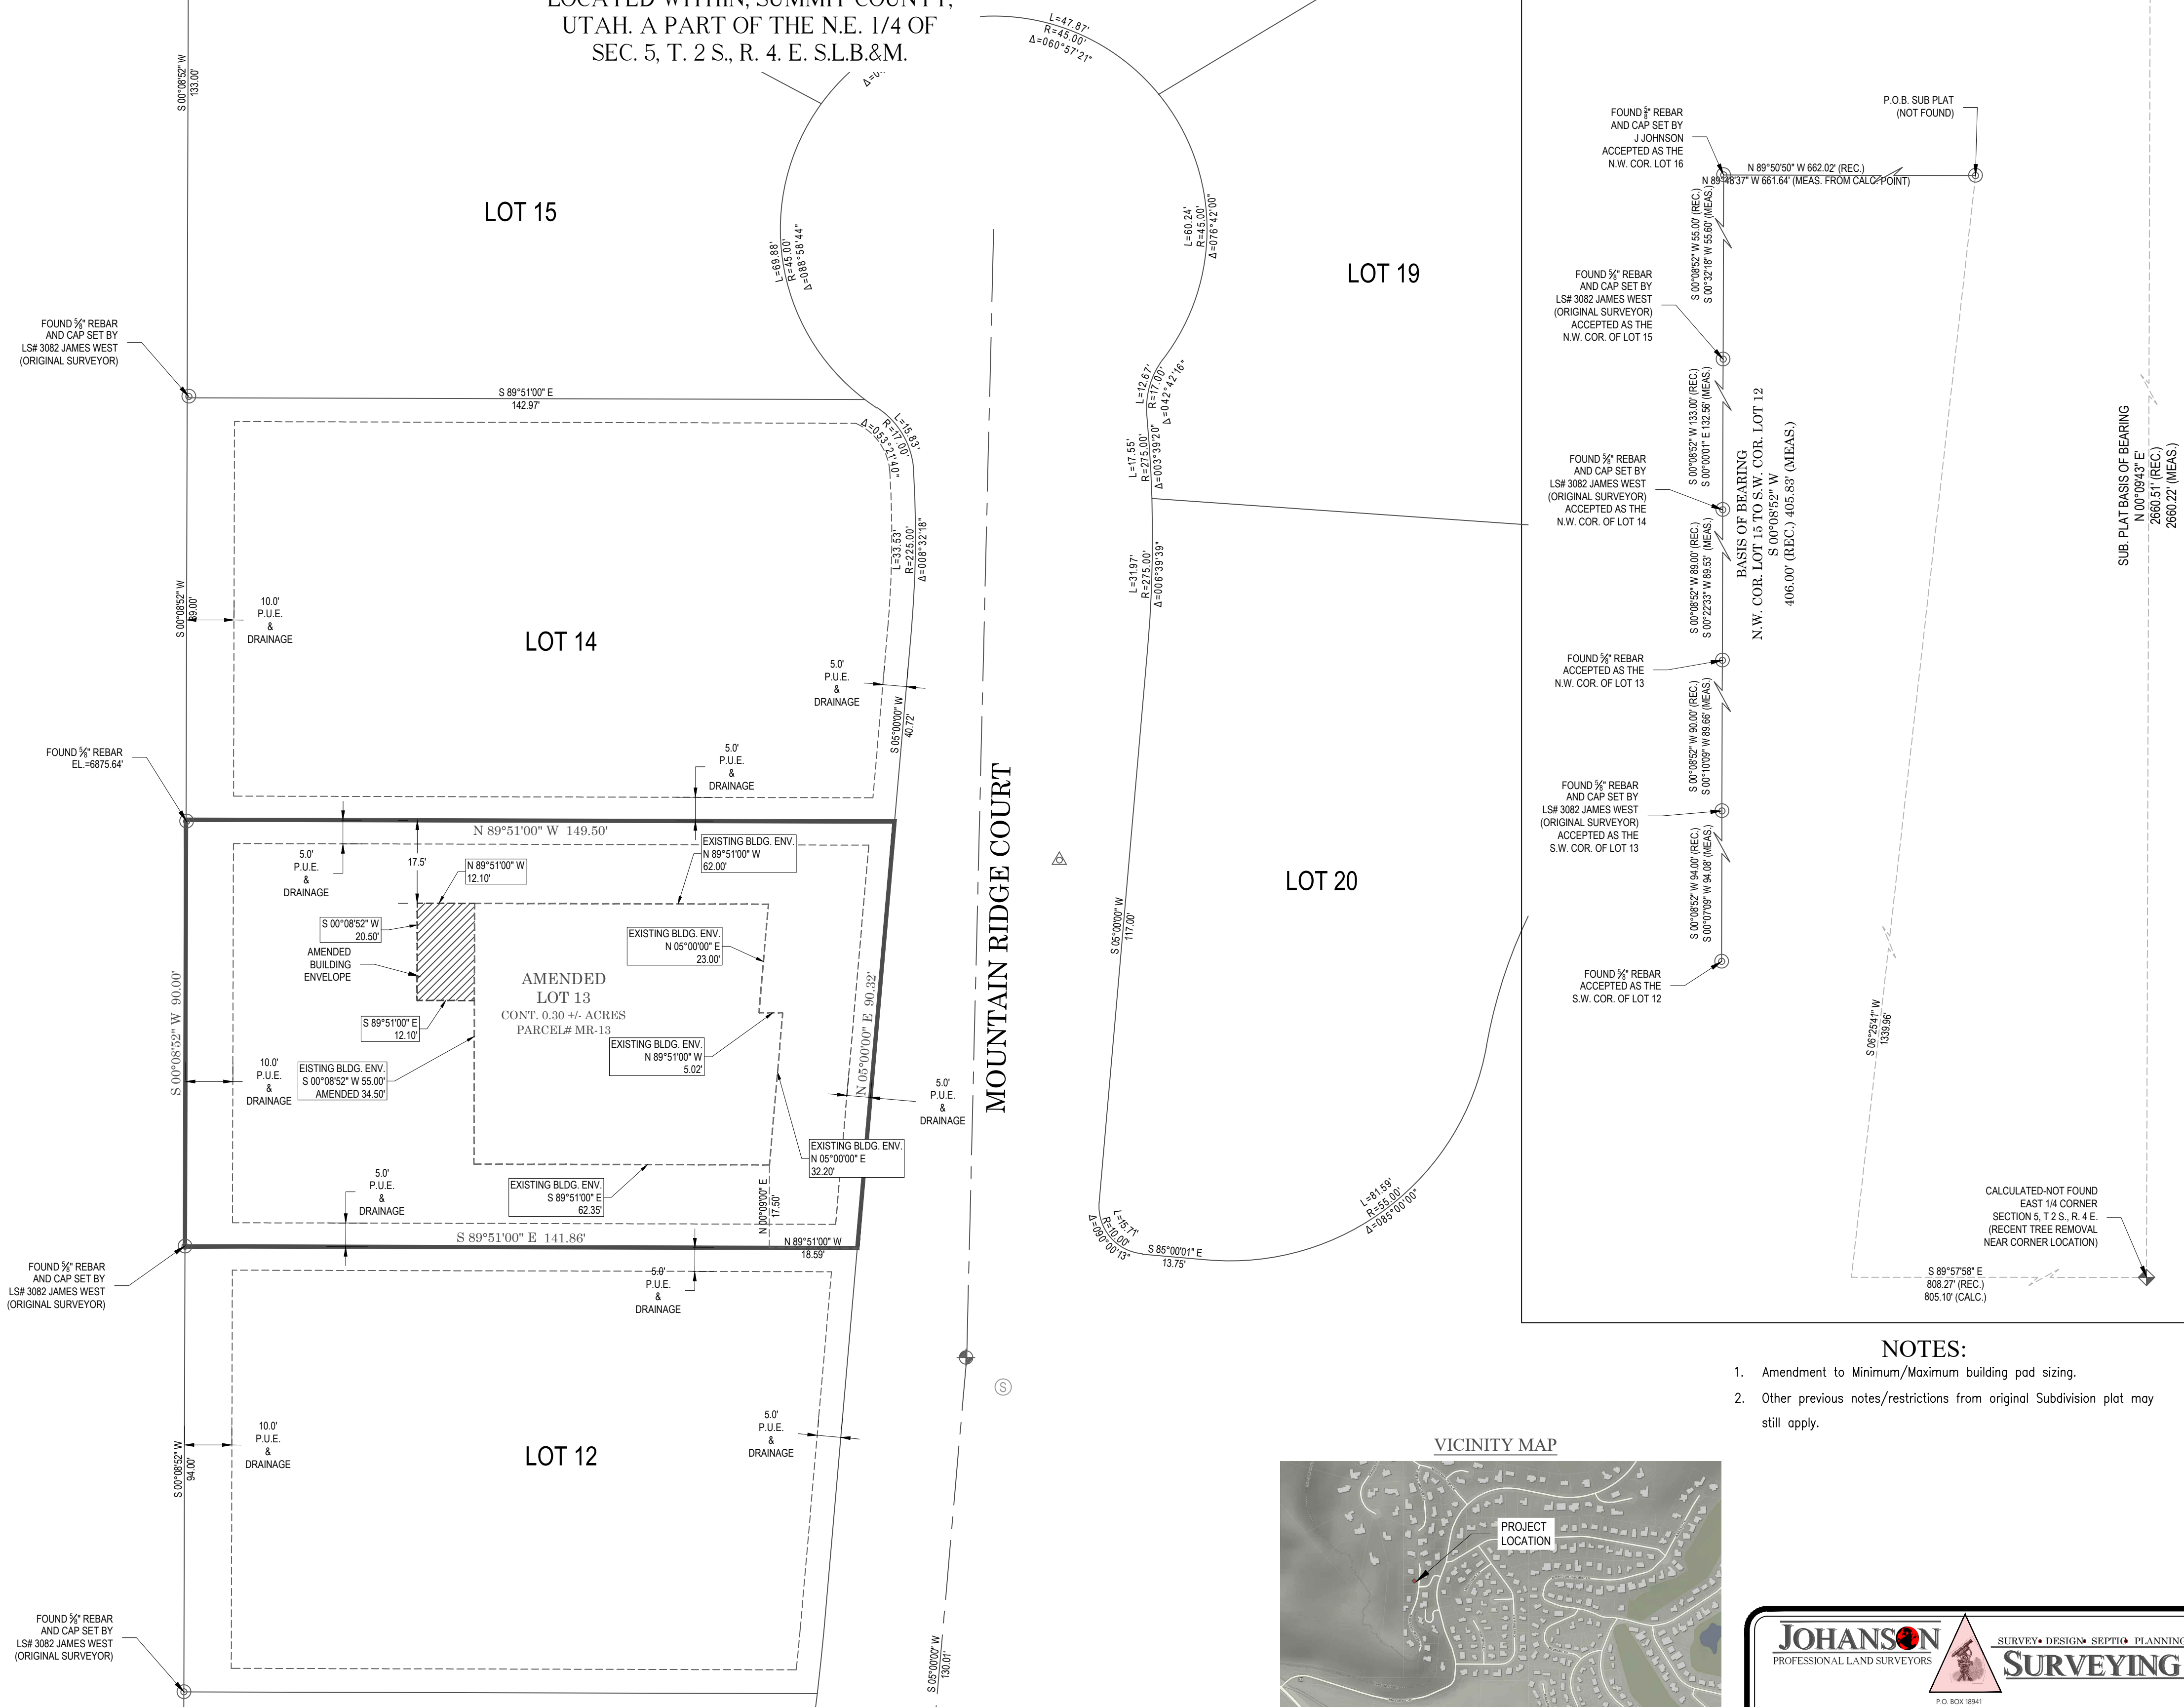 LOCATED WITHIN, SUMMIT COUNTY,
UTAH. A PART OF THE N.E. 1/4 OF
SEC. 5, T. 2 S., R. 4. E. S.L.B.&M.
S 00°08'52" W
133.00'
LOT 15
L=47.87'
R=45.00'
Δ=060°57'21"
L=69.88'
R=45.00'
Δ=088°58'44"
L=60.24'
R=45.00'
Δ=076°42'00"
LOT 19
FOUND ⅝" REBAR
AND CAP SET BY
LS# 3082 JAMES WEST
(ORIGINAL SURVEYOR)
S 89°51'00" E
142.97'
L=15.83'
R=17.00'
Δ=053°21'40"
L=12.67'
R=17.00'
Δ=042°42'16"
L=17.55'
R=275.00'
Δ=003°39'20"
L=33.53'
R=225.00'
Δ=008°32'18"
L=31.97'
R=275.00'
Δ=006°39'39"
S 00°08'52" W
89.00'
10.0'
P.U.E.
&
DRAINAGE
LOT 14
5.0'
P.U.E.
&
DRAINAGE
S 05°00'00" W
40.72'
FOUND ⅝" REBAR
EL.=6875.64'
5.0'
P.U.E.
&
DRAINAGE
MOUNTAIN RIDGE COURT
N 89°51'00" W 149.50'
5.0'
P.U.E.
&
DRAINAGE
17.5'
N 89°51'00" W
12.10'
EXISTING BLDG. ENV.
N 89°51'00" W
62.00'
S 00°08'52" W
20.50'
AMENDED
BUILDING
ENVELOPE
EXISTING BLDG. ENV.
N 05°00'00" E
23.00'
AMENDED
LOT 13
CONT. 0.30 +/- ACRES
PARCEL# MR-13
S 89°51'00" E
12.10'
EXISTING BLDG. ENV.
N 89°51'00" W
5.02'
S 00°08'52" W 90.00'
N 05°00'00" E 90.32'
10.0'
P.U.E.
&
DRAINAGE
EISTING BLDG. ENV.
S 00°08'52" W 55.00'
AMENDED 34.50'
5.0'
P.U.E.
&
DRAINAGE
EXISTING BLDG. ENV.
N 05°00'00" E
32.20'
5.0'
P.U.E.
&
DRAINAGE
EXISTING BLDG. ENV.
S 89°51'00" E
62.35'
N 00°09'00" E
17.50'
S 89°51'00" E 141.86'
N 89°51'00" W
18.59'
FOUND ⅝" REBAR
AND CAP SET BY
LS# 3082 JAMES WEST
(ORIGINAL SURVEYOR)
5.0'
P.U.E.
&
DRAINAGE
LOT 20
S 05°00'00" W
117.00'
L=15.71'
R=10.00'
Δ=090°00'13"
S 85°00'01" E
13.75'
L=81.59'
R=55.00'
Δ=085°00'00"
S
S 00°08'52" W
94.00'
10.0'
P.U.E.
&
DRAINAGE
LOT 12
5.0'
P.U.E.
&
DRAINAGE
S 05°00'00" W
130.01'
FOUND ⅝" REBAR
AND CAP SET BY
LS# 3082 JAMES WEST
(ORIGINAL SURVEYOR)
FOUND ⅝" REBAR
AND CAP SET BY
J JOHNSON
ACCEPTED AS THE
N.W. COR. LOT 16
P.O.B. SUB PLAT
(NOT FOUND)
N 89°50'50" W 662.02' (REC.)
N 89°48'37" W 661.64' (MEAS. FROM CALC. POINT)
S 00°08'52" W 55.00' (REC.)
S 00°32'18" W 55.60' (MEAS.)
FOUND ⅝" REBAR
AND CAP SET BY
LS# 3082 JAMES WEST
(ORIGINAL SURVEYOR)
ACCEPTED AS THE
N.W. COR. OF LOT 15
S 00°08'52" W 133.00' (REC.)
S 00°00'01" E 132.56' (MEAS.)
FOUND ⅝" REBAR
AND CAP SET BY
LS# 3082 JAMES WEST
(ORIGINAL SURVEYOR)
ACCEPTED AS THE
N.W. COR. OF LOT 14
S 00°08'52" W 89.00' (REC.)
S 00°22'33" W 89.53' (MEAS.)
BASIS OF BEARING
N.W. COR. LOT 15 TO S.W. COR. LOT 12
S 00°08'52" W
406.00' (REC.) 405.83' (MEAS.)
FOUND ⅝" REBAR
ACCEPTED AS THE
N.W. COR. OF LOT 13
S 00°08'52" W 90.00' (REC.)
S 00°10'09" W 89.66' (MEAS.)
FOUND ⅝" REBAR
AND CAP SET BY
LS# 3082 JAMES WEST
(ORIGINAL SURVEYOR)
ACCEPTED AS THE
S.W. COR. OF LOT 13
S 00°08'52" W 94.00' (REC.)
S 00°07'09" W 94.08' (MEAS.)
FOUND ⅝" REBAR
ACCEPTED AS THE
S.W. COR. OF LOT 12
SUB. PLAT BASIS OF BEARING
N 00°09'43" E
2660.51' (REC.)
2660.22' (MEAS.)
S 06°25'41" W
1339.96'
CALCULATED-NOT FOUND
EAST 1/4 CORNER
SECTION 5, T 2 S., R. 4 E.
(RECENT TREE REMOVAL
NEAR CORNER LOCATION)
S 89°57'58" E
808.27' (REC.)
805.10' (CALC.)
NOTES:
1. Amendment to Minimum/Maximum building pad sizing.
2. Other previous notes/restrictions from original Subdivision plat may
still apply.
VICINITY MAP
PROJECT
LOCATION
JOHANSON
PROFESSIONAL LAND SURVEYORS
SURVEY• DESIGN• SEPTIC• PLANNING
SURVEYING
P.O. BOX 18941